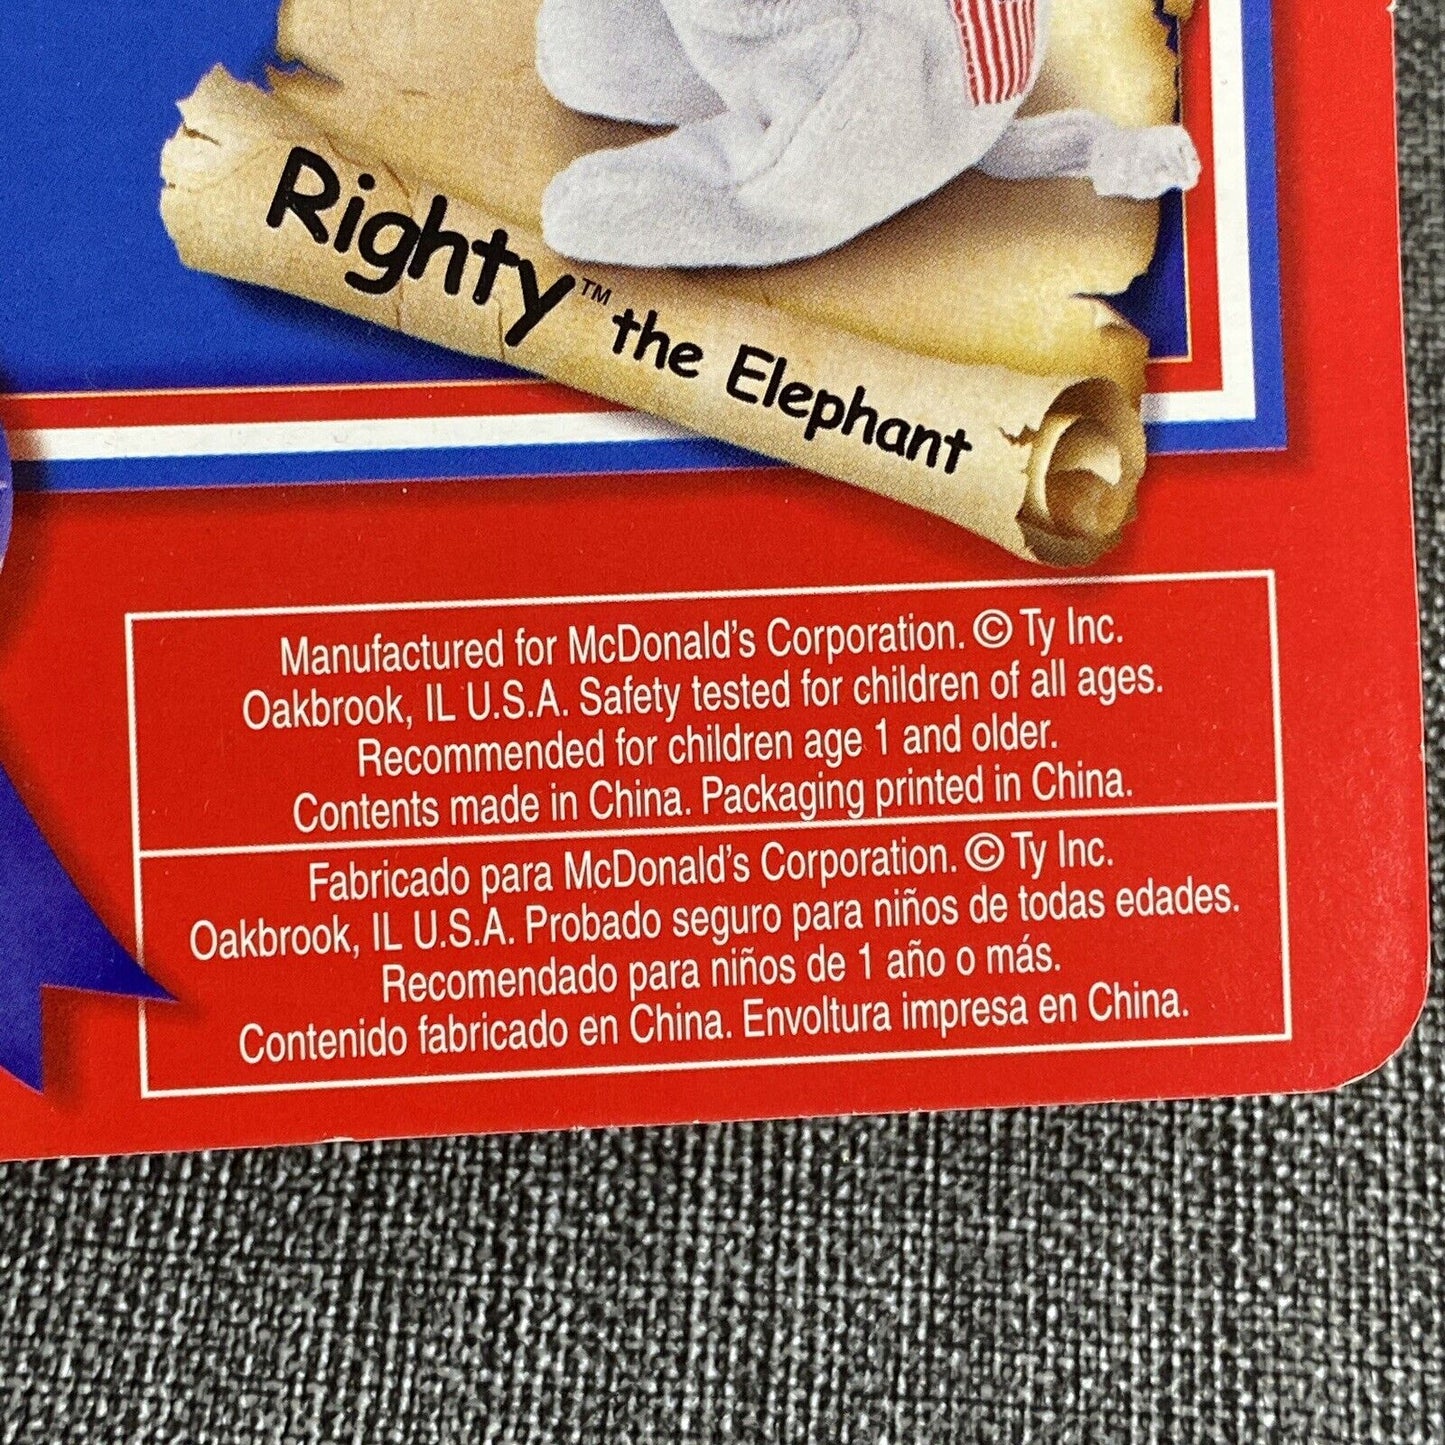 Righty™ the Elephant
Manufactured for McDonald's Corporation. © Ty Inc.
Oakbrook, IL U.S.A. Safety tested for children of all ages.
Recommended for children age 1 and older.
Contents made in China. Packaging printed in China.
Fabricado para McDonald's Corporation. © Ty Inc.
Oakbrook, IL U.S.A. Probado seguro para niños de todas edades.
Recomendado para niños de 1 año o más.
Contenido fabricado en China. Envoltura impresa en China.